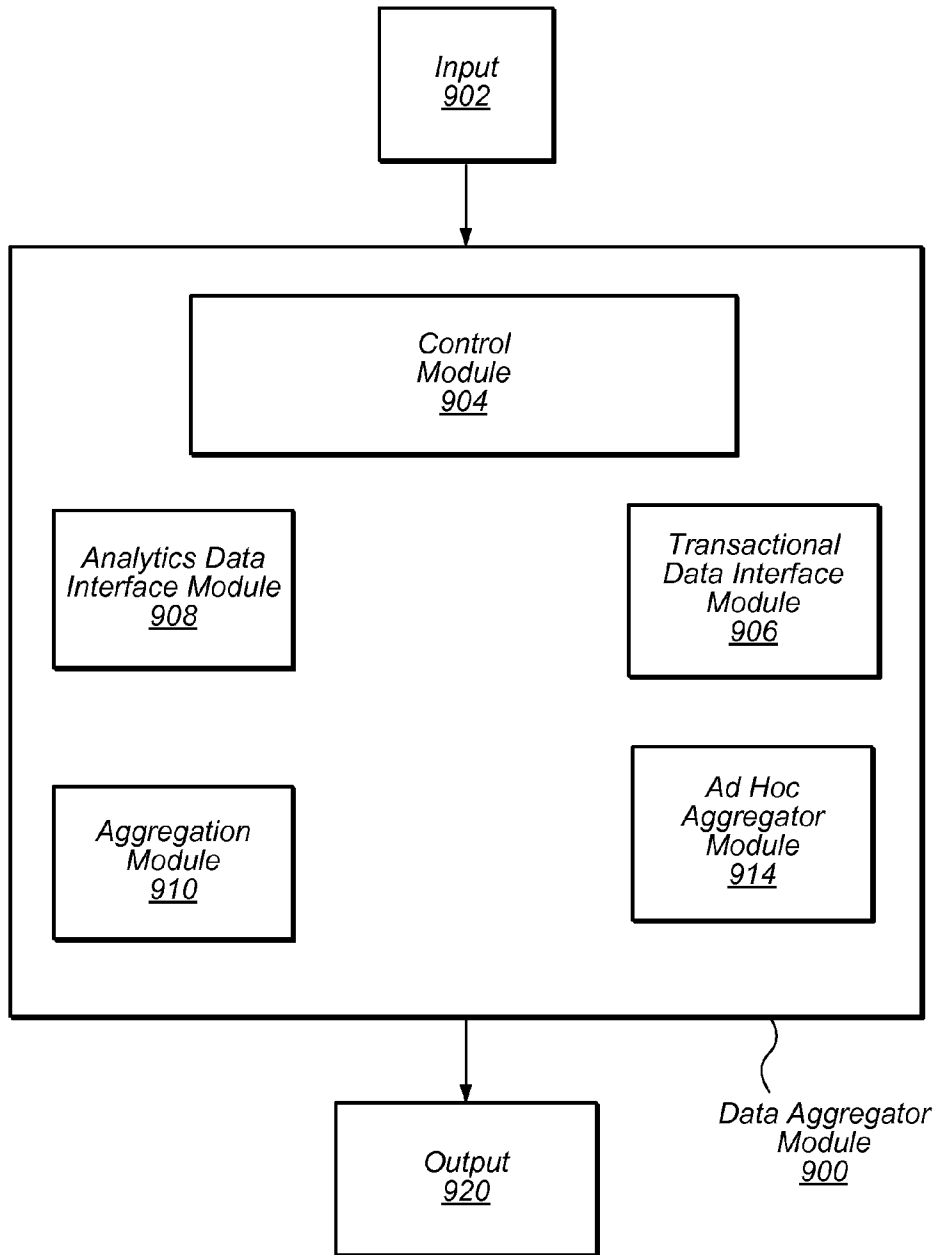 Input
902
Control
Module
904
Analytics Data
Interface Module
908
Transactional
Data Interface
Module
906
Aggregation
Module
910
Ad Hoc
Aggregator
Module
914
Data Aggregator
Module
900
Output
920